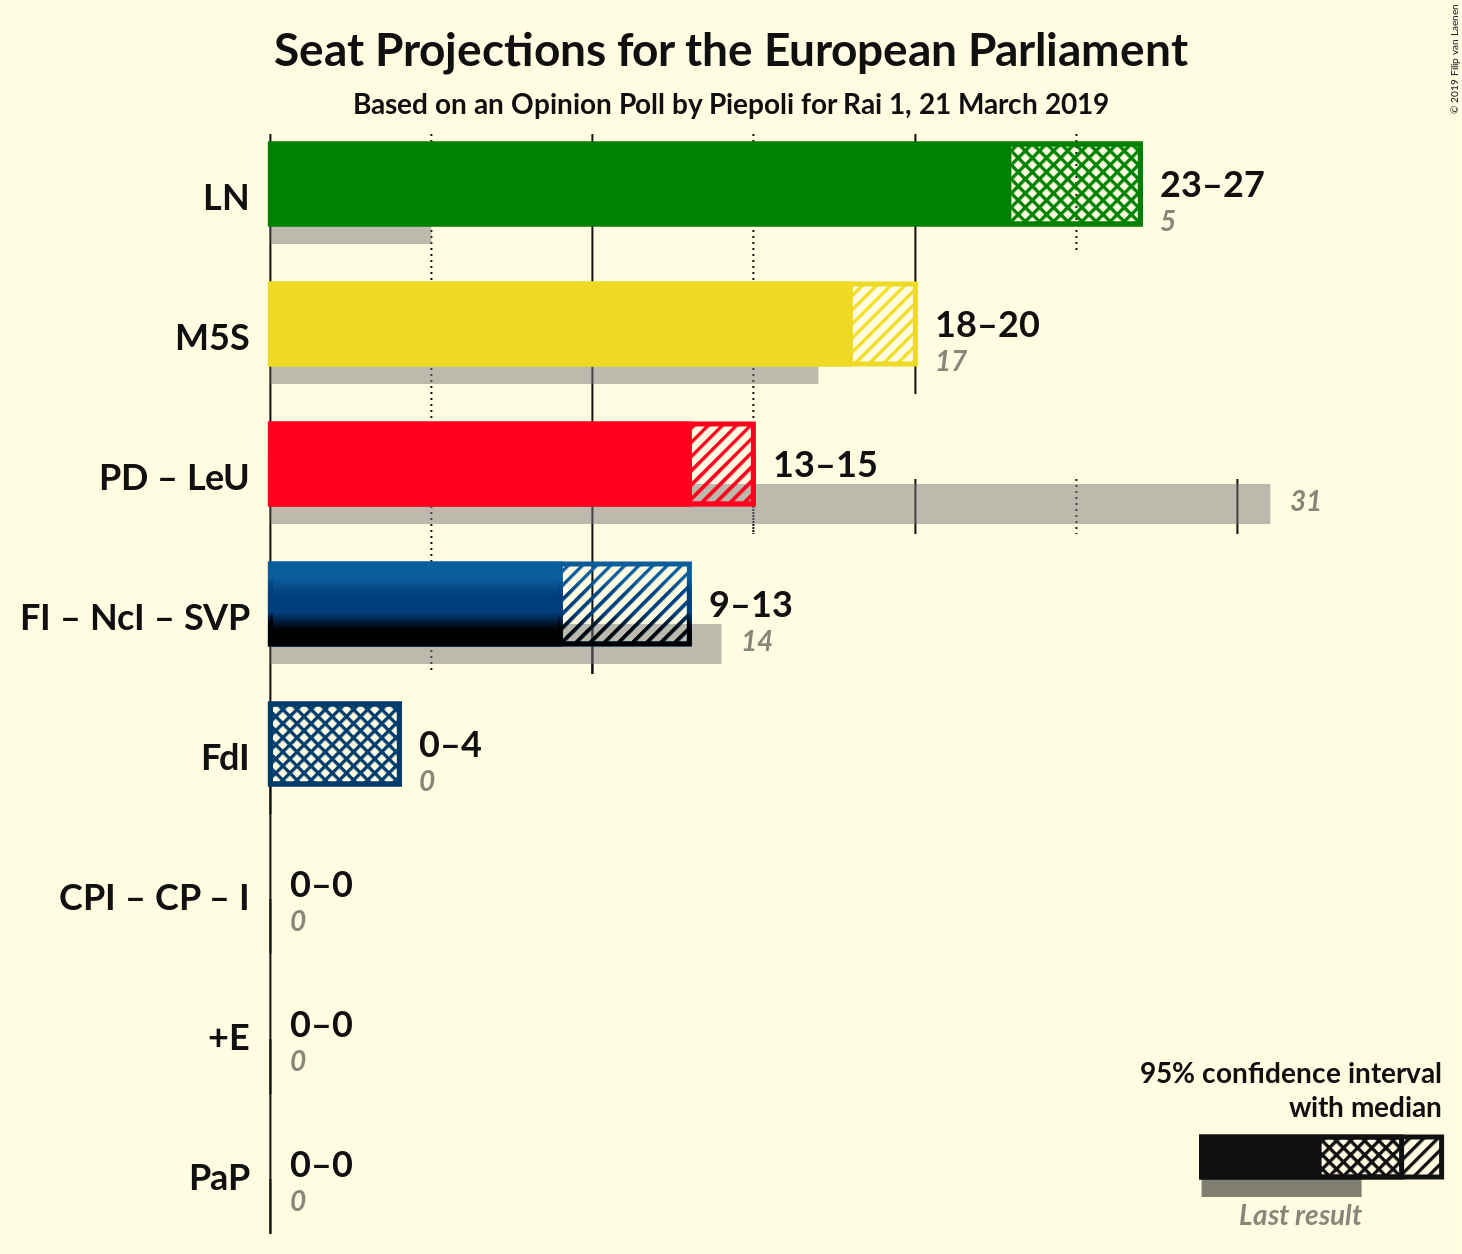 Seat Projections for the European Parliament
Based on an Opinion Poll by Piepoli for Rai 1, 21 March 2019
© 2019 Filip van Laenen
LN
23–27
5
M5S
18–20
17
PD – LeU
13–15
31
FI – NcI – SVP
9–13
14
FdI
0–4
0
CPI – CP – I
0–0
0
+E
0–0
0
PaP
0–0
0
95% confidence interval
with median
Last result